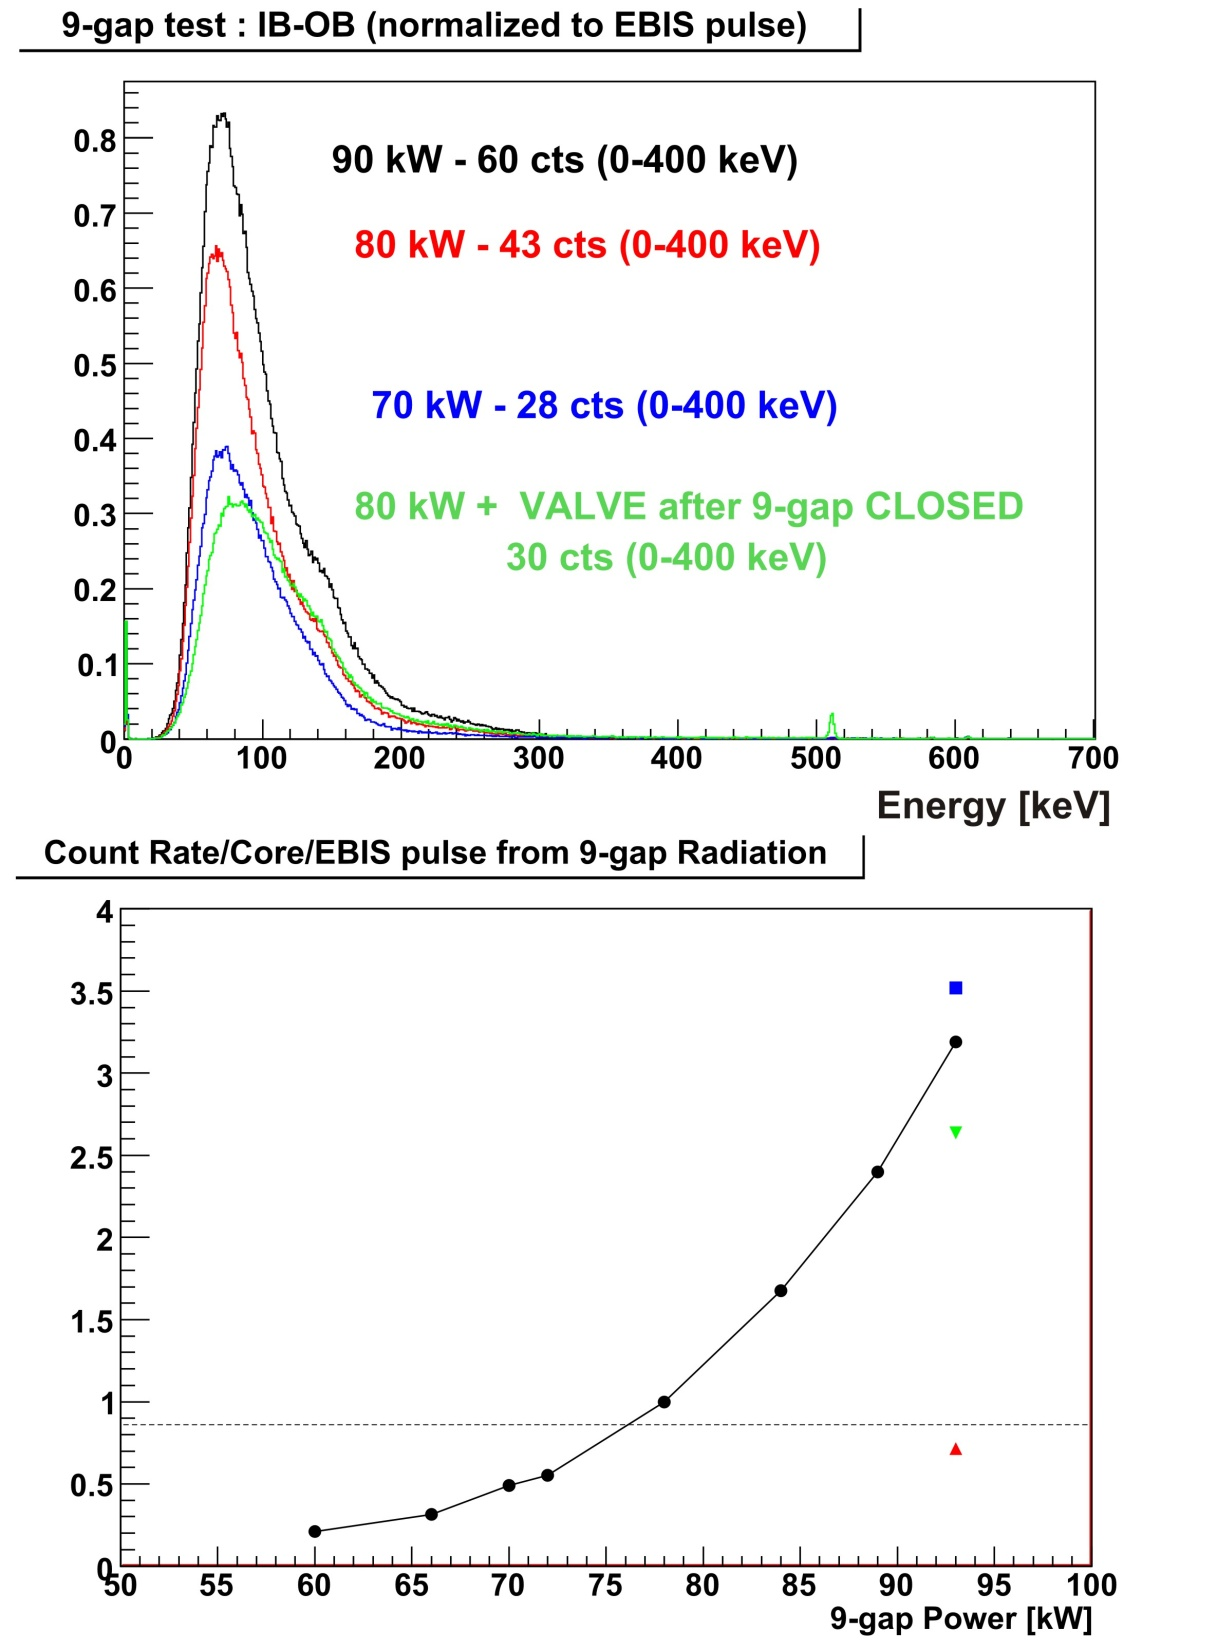 9-gap test : IB-OB (normalized to EBIS pulse)
0.8
0.7
0.6
0.5
0.4
0.3
0.2
0.1
0
90 kW - 60 cts (0-400 keV)
80 kW - 43 cts (0-400 keV)
70 kW - 28 cts (0-400 keV)
80 kW + VALVE after 9-gap CLOSED
30 cts (0-400 keV)
0 100 200 300 400 500 600 700
Energy [keV]
Count Rate/Core/EBIS pulse from 9-gap Radiation
4
3.5
3
2.5
2
1.5
1
0.5
0
50 55 60 65 70 75 80 85 90 95 100
9-gap Power [kW]